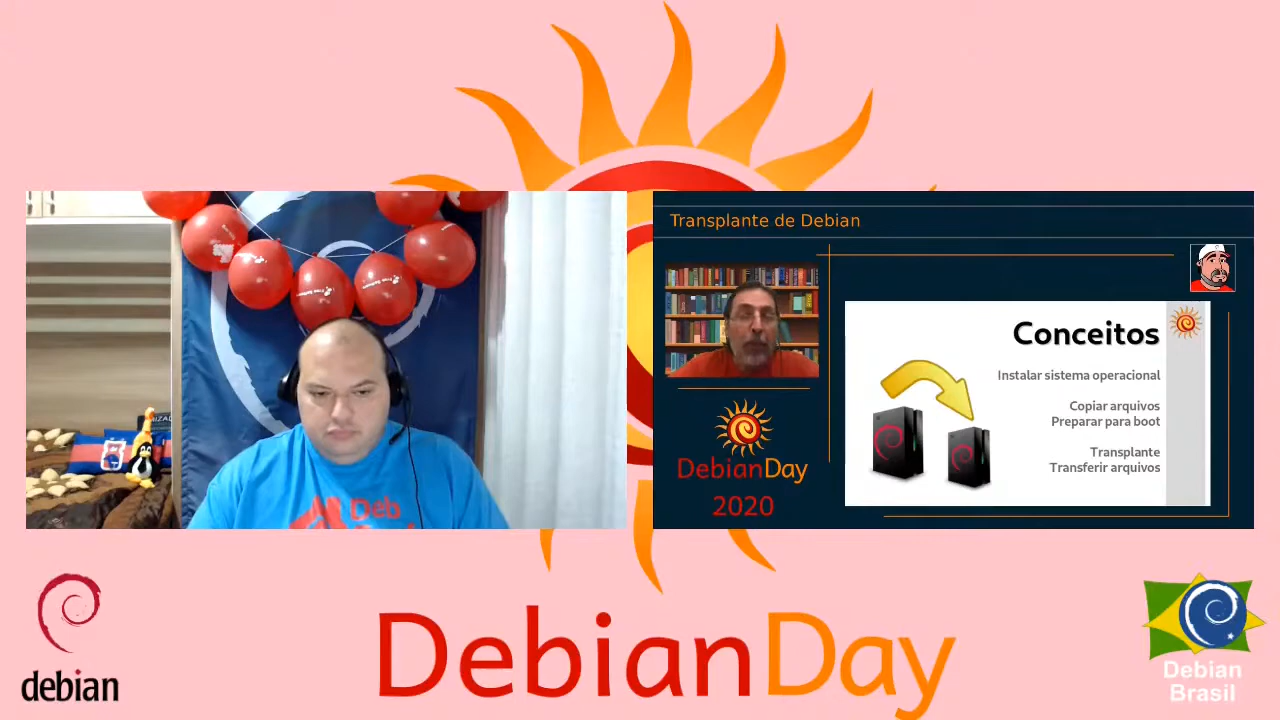 Transplante de Debian
Conceitos
Instalar sistema operacional
Copiar arquivos
Preparar para boot
Transplante
Transferir arquivos
DebianDay
2020
Deb
debian
DebianDay
Debian
Brasil